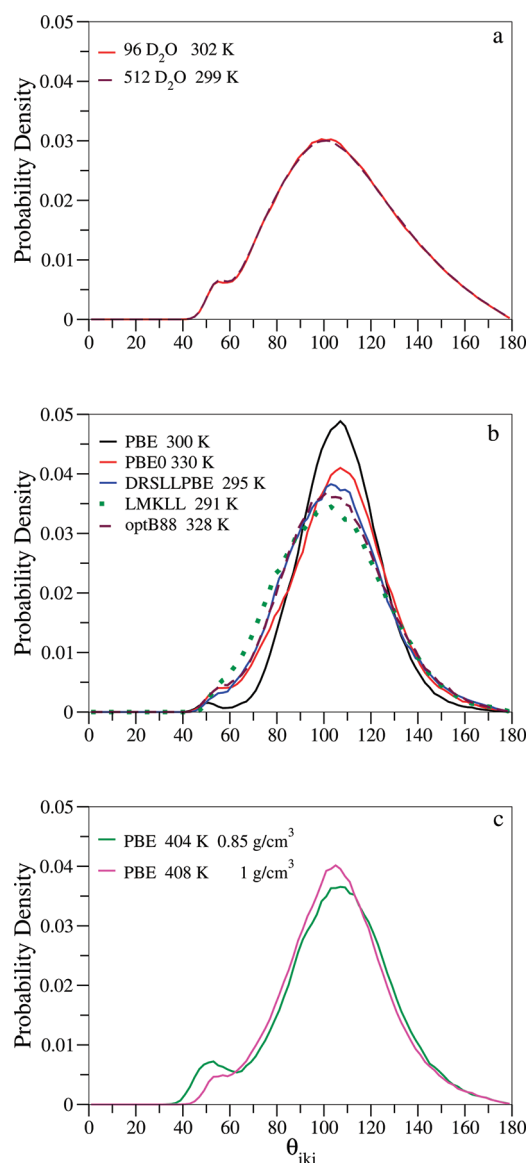 a
96 D₂O 302 K
512 D₂O 299 K
Probability Density
0.05
0.04
0.03
0.02
0.01
0
0 20 40 60 80 100 120 140 160 180
b
PBE 300 K
PBE0 330 K
DRSLLPBE 295 K
LMKLL 291 K
optB88 328 K
Probability Density
0.05
0.04
0.03
0.02
0.01
0
0 20 40 60 80 100 120 140 160 180
c
PBE 404 K 0.85 g/cm³
PBE 408 K 1 g/cm³
Probability Density
0.05
0.04
0.03
0.02
0.01
0
0 20 40 60 80 100 120 140 160 180